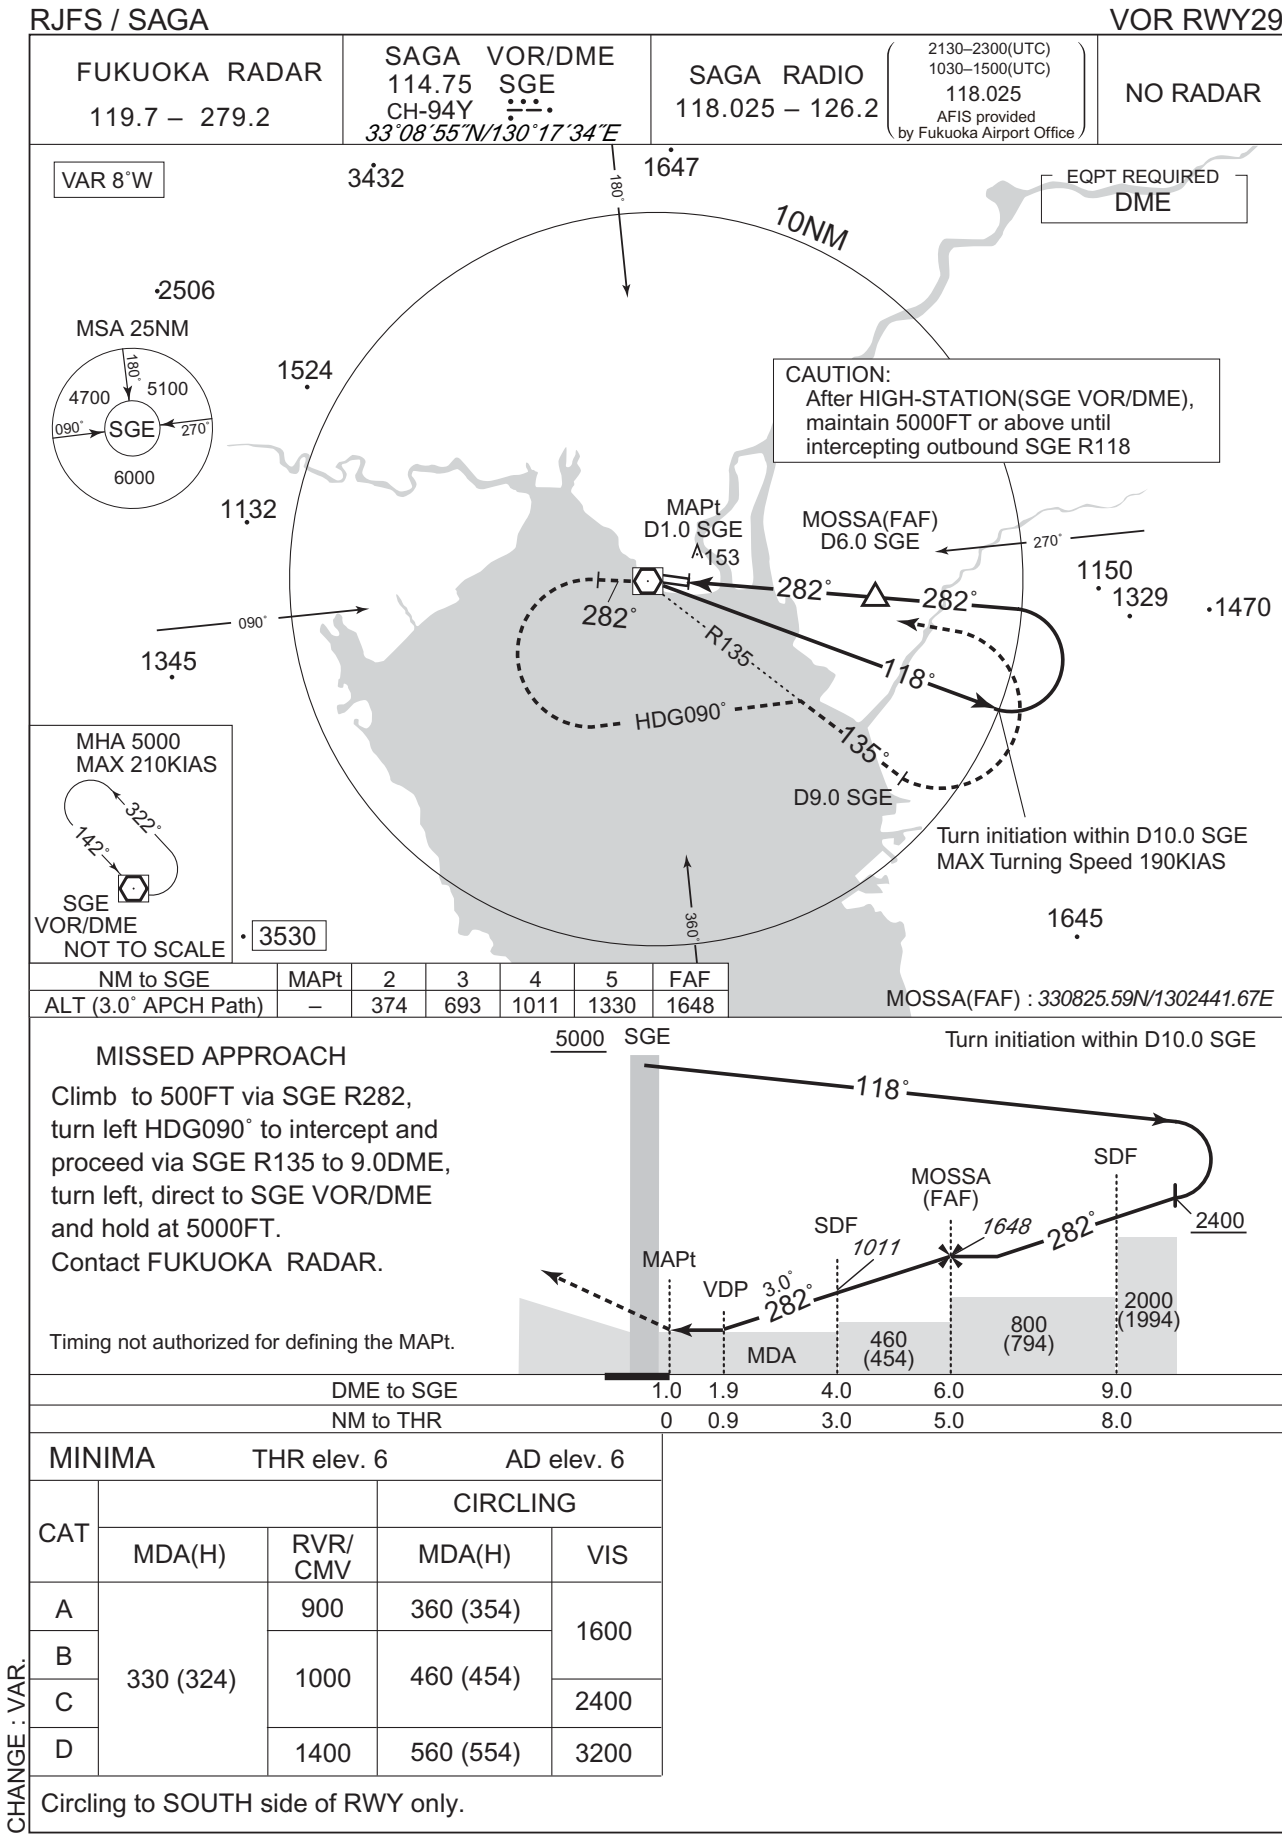 RJFS / SAGA
VOR RWY29
FUKUOKA RADAR
119.7 – 279.2
SAGA VOR/DME
114.75 SGE
CH-94Y
33°08´55˝N/130°17´34˝E
SAGA RADIO
118.025 – 126.2
2130–2300(UTC)
1030–1500(UTC)
118.025
AFIS provided
by Fukuoka Airport Office
NO RADAR
VAR 8°W
3432
180°
1647
EQPT REQUIRED
DME
10NM
2506
MSA 25NM
180°
4700
5100
090°
SGE
270°
6000
1524
CAUTION:
After HIGH-STATION(SGE VOR/DME),
maintain 5000FT or above until
intercepting outbound SGE R118
1132
MAPt
D1.0 SGE
153
MOSSA(FAF)
D6.0 SGE
270°
1150
1329
1470
282°
282°
282°
090°
R135
118°
1345
HDG090°
135°
D9.0 SGE
MHA 5000
MAX 210KIAS
322°
142°
SGE
VOR/DME
NOT TO SCALE
3530
Turn initiation within D10.0 SGE
MAX Turning Speed 190KIAS
360°
1645
NM to SGE MAPt 2 3 4 5 FAF
ALT (3.0° APCH Path) – 374 693 1011 1330 1648
MOSSA(FAF) : 330825.59N/1302441.67E
MISSED APPROACH
Climb to 500FT via SGE R282,
turn left HDG090° to intercept and
proceed via SGE R135 to 9.0DME,
turn left, direct to SGE VOR/DME
and hold at 5000FT.
Contact FUKUOKA RADAR.
Timing not authorized for defining the MAPt.
5000 SGE
Turn initiation within D10.0 SGE
118°
SDF
MOSSA
(FAF)
SDF
1648
282°
2400
1011
MAPt
VDP
3.0°
282°
MDA
460
(454)
800
(794)
2000
(1994)
DME to SGE 1.0 1.9 4.0 6.0 9.0
NM to THR 0 0.9 3.0 5.0 8.0
MINIMA THR elev. 6 AD elev. 6
CAT
CIRCLING
MDA(H)
RVR/
CMV
MDA(H)
VIS
A 900 360 (354)
1600
B
330 (324) 1000 460 (454)
C 2400
D 1400 560 (554) 3200
Circling to SOUTH side of RWY only.
CHANGE : VAR.